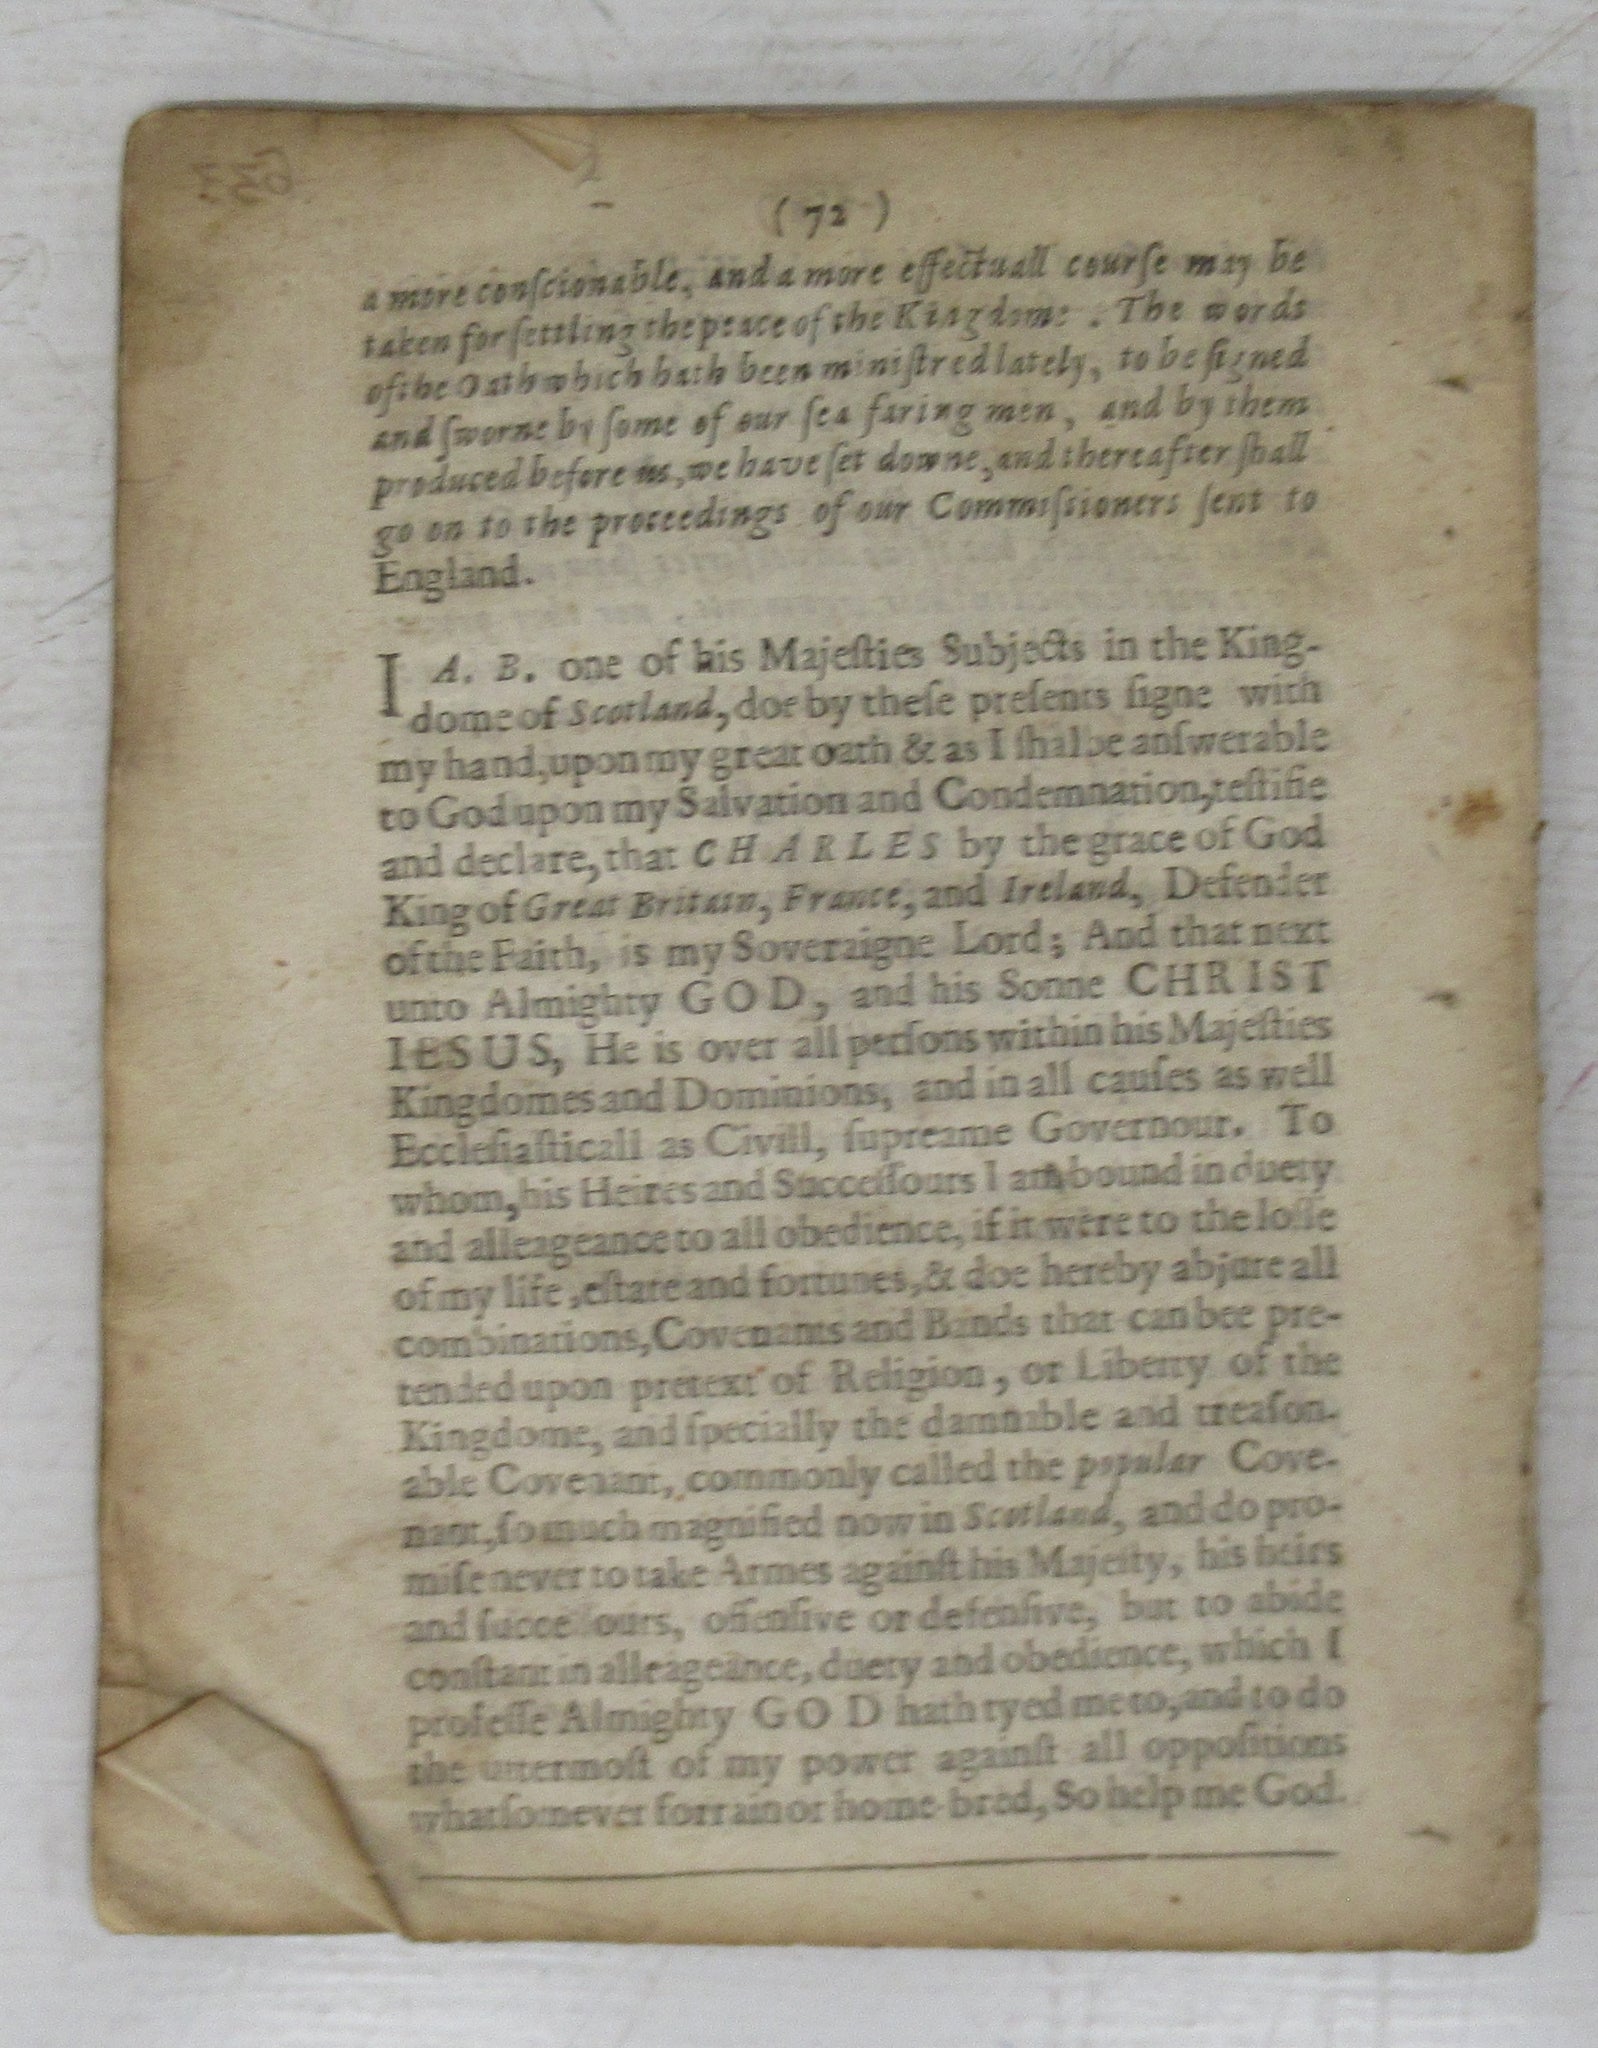 ( 72 )
a more conſcionable, and a more effectuall courſe may be
taken for ſettling the peace of the Kingdome. The words
of the Oath which hath been miniſtred lately, to be ſigned
and ſworne by ſome of our ſea faring men, and by them
produced before us, we have ſet downe, and thereafter ſhall
go on to the proceedings of our Commiſſioners ſent to
England.
I A. B. one of his Majeſties Subjects in the King-
dome of Scotland, doe by theſe preſents ſigne with
my hand, upon my great oath & as I ſhal be anſwerable
to God upon my Salvation and Condemnation, teſtifie
and declare, that CHARLES by the grace of God
King of Great Britain, France, and Ireland, Defender
of the Faith, is my Soveraigne Lord; And that next
unto Almighty GOD, and his Sonne CHRIST
IESUS, He is over all perſons within his Majeſties
Kingdomes and Dominions, and in all cauſes as well
Eccleſiaſticall as Civill, ſupreame Governour. To
whom, his Heires and Succeſſours I am bound in duety
and alleageance to all obedience, if it were to the loſſe
of my life, eſtate and fortunes, & doe hereby abjure all
combinations, Covenants and Bands that can bee pre-
tended upon pretext of Religion, or Liberty of the
Kingdome, and ſpecially the damnable and treaſon-
able Covenant, commonly called the popular Cove-
nant, ſo much magnified now in Scotland, and do pro-
miſe never to take Armes againſt his Majeſty, his heirs
and ſucceſſours, offenſive or defenſive, but to abide
conſtant in alleageance, duety and obedience, which I
profeſſe Almighty GOD hath tyed me to, and to do
the uttermoſt of my power againſt all oppoſitions
whatſomever forrain or home-bred, So help me God.